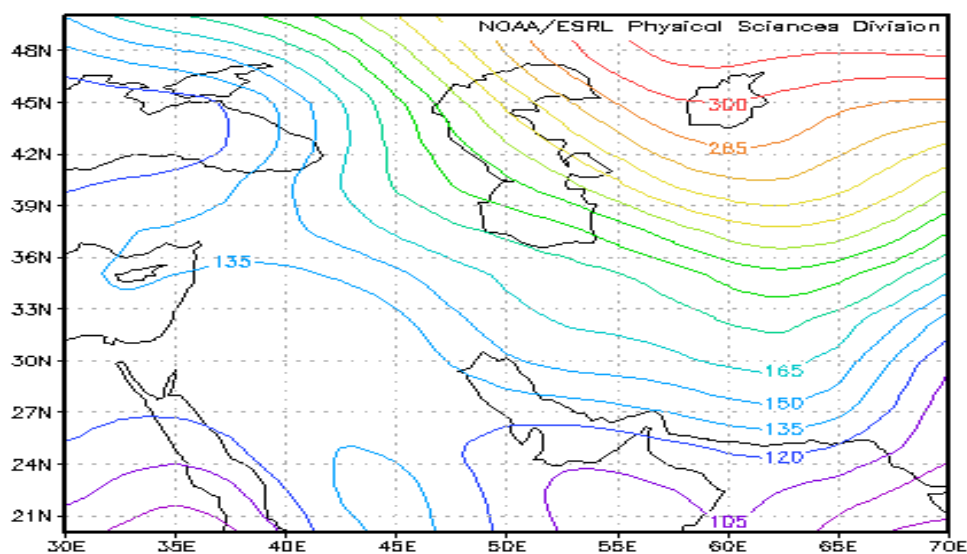 NOAA/ESRL Physical Sciences Division
48N
45N
300
42N
285
39N
36N
135
33N
30N
165
27N
150
135
24N
120
21N
105
30E 35E 40E 45E 50E 55E 60E 65E 70E